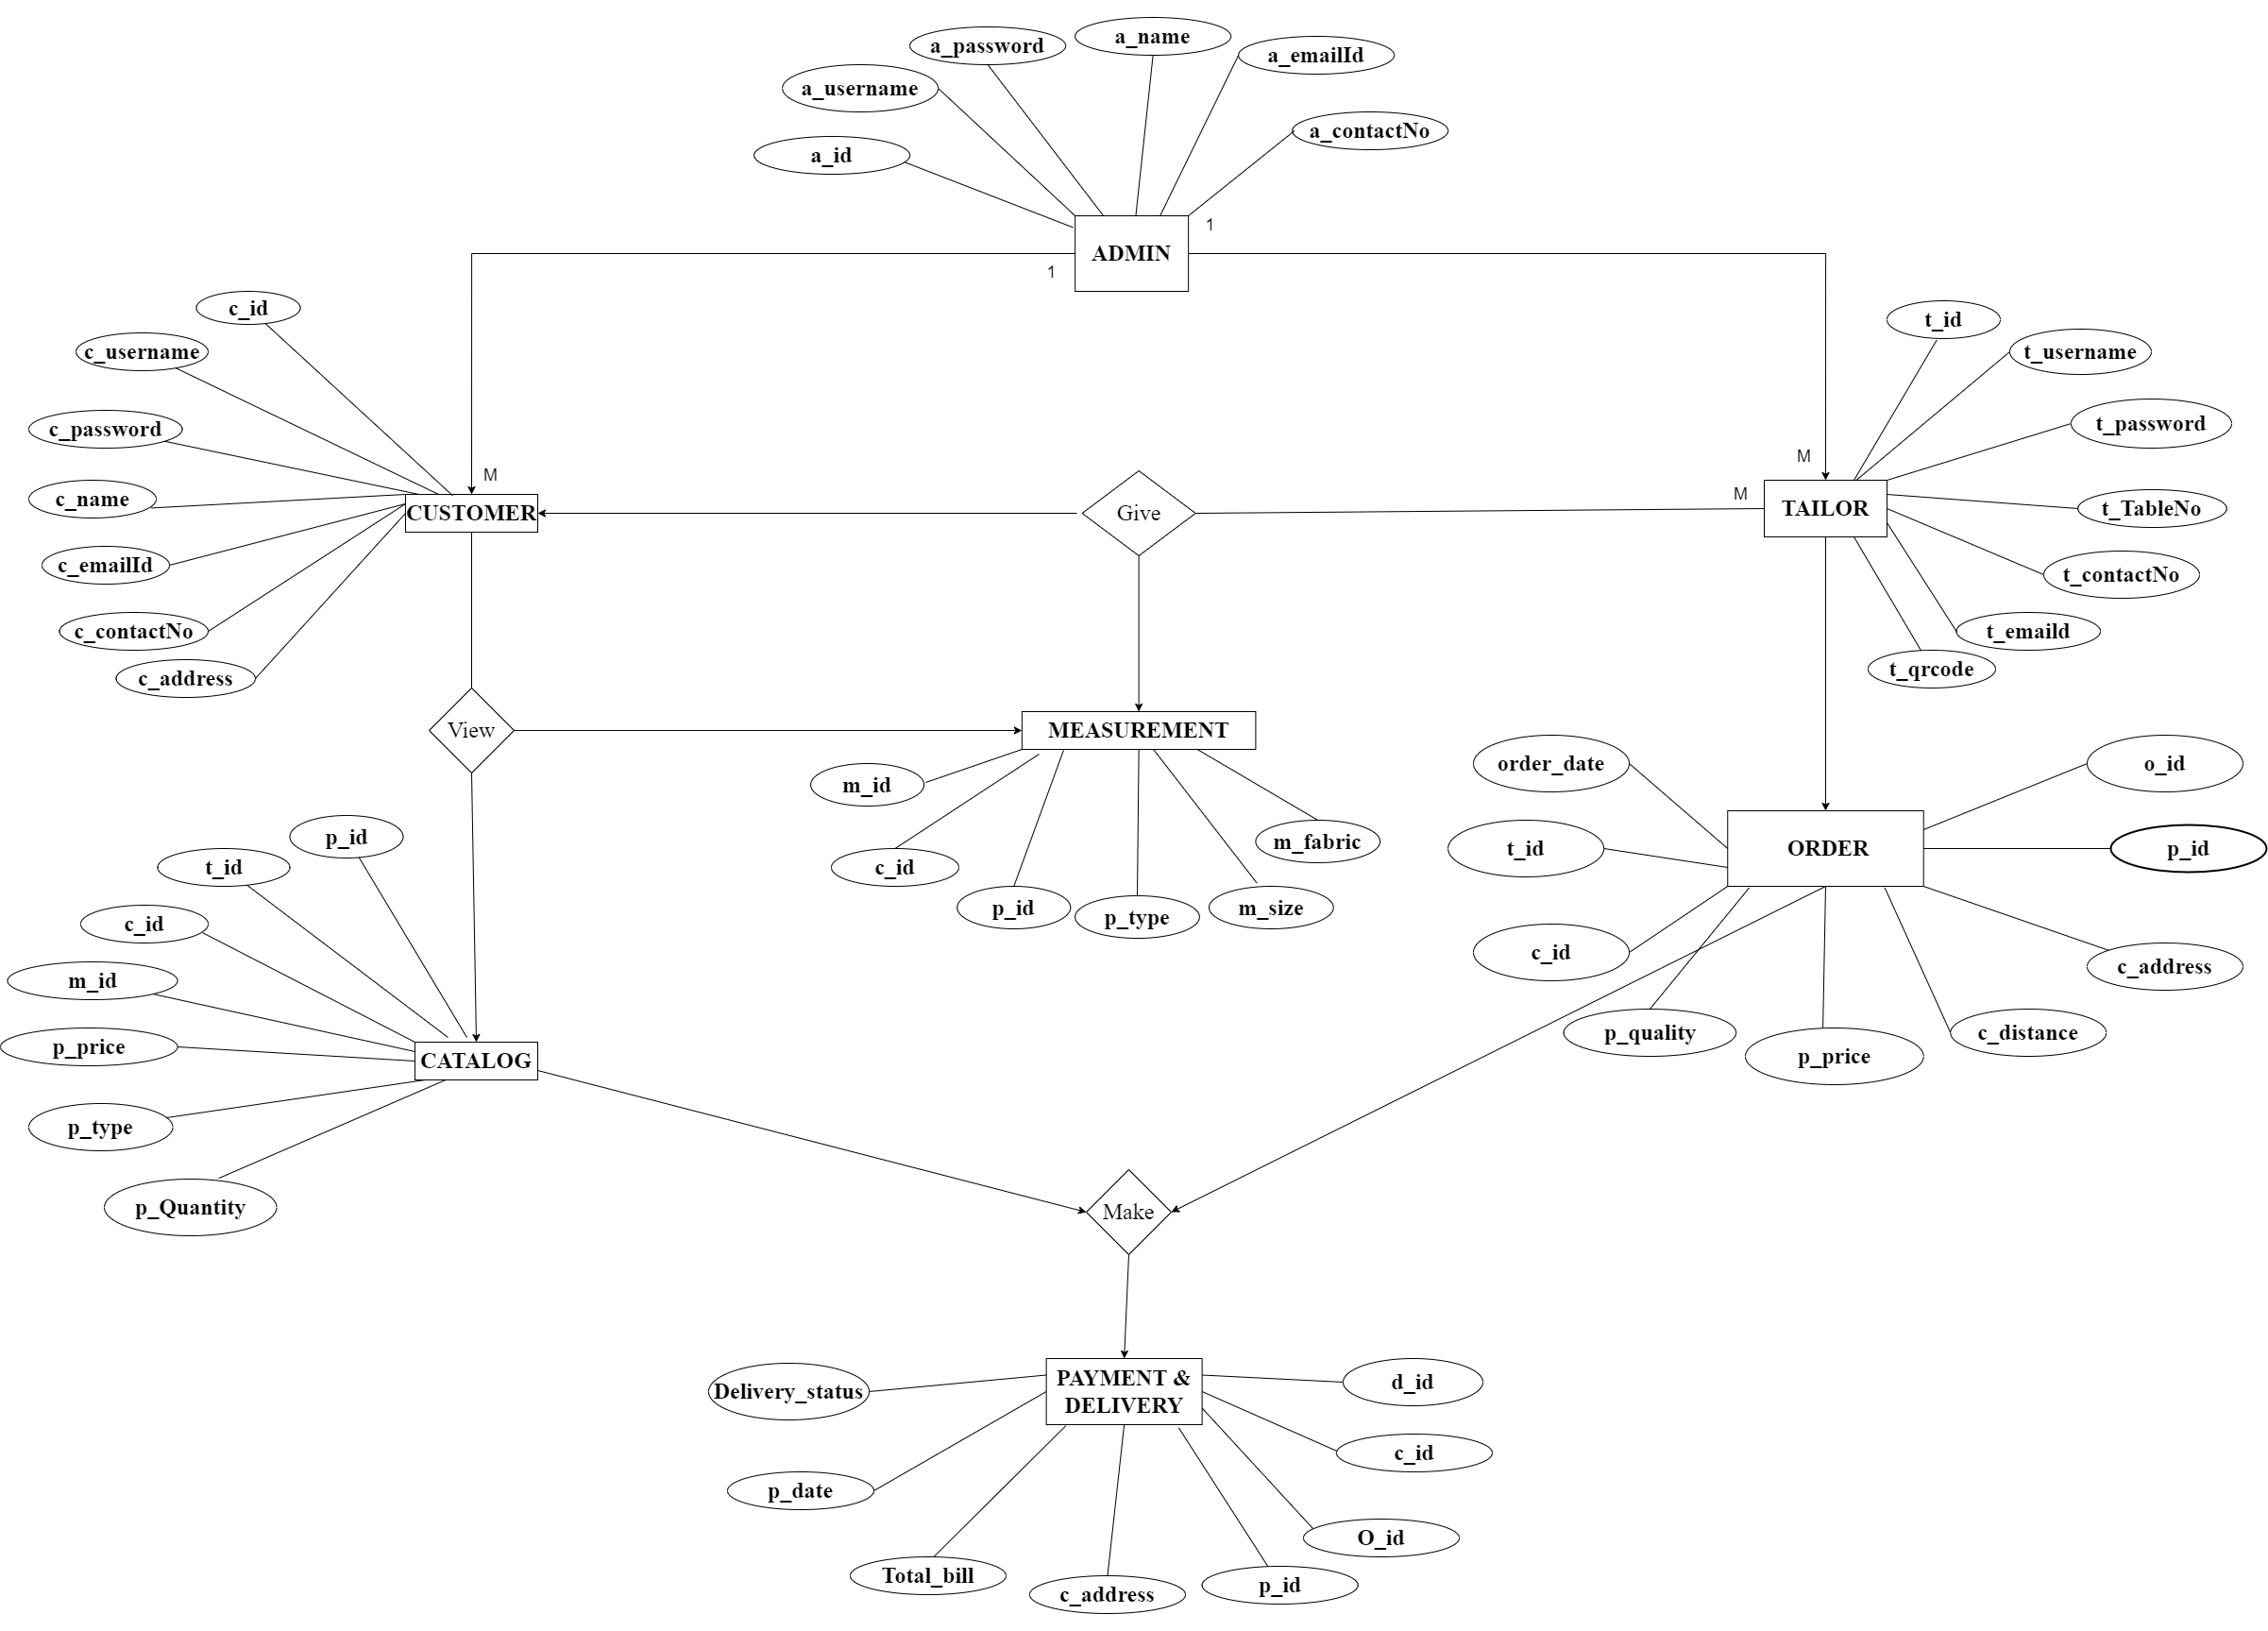 a_name
a_password
a_emailId
a_username
a_contactNo
a_id
1
ADMIN
1
c_id
t_id
c_username
t_username
t_password
c_password
M
M
M
c_name
CUSTOMER
Give
TAILOR
t_TableNo
c_emailId
t_contactNo
c_contactNo
t_emaild
c_address
t_qrcode
View
MEASUREMENT
order_date
o_id
m_id
p_id
m_fabric
t_id
ORDER
p_id
t_id
c_id
p_id
p_type
m_size
c_id
c_id
c_address
m_id
p_quality
c_distance
p_price
p_price
CATALOG
p_type
p_Quantity
Make
PAYMENT &
DELIVERY
Delivery_status
d_id
c_id
p_date
O_id
Total_bill
c_address
p_id